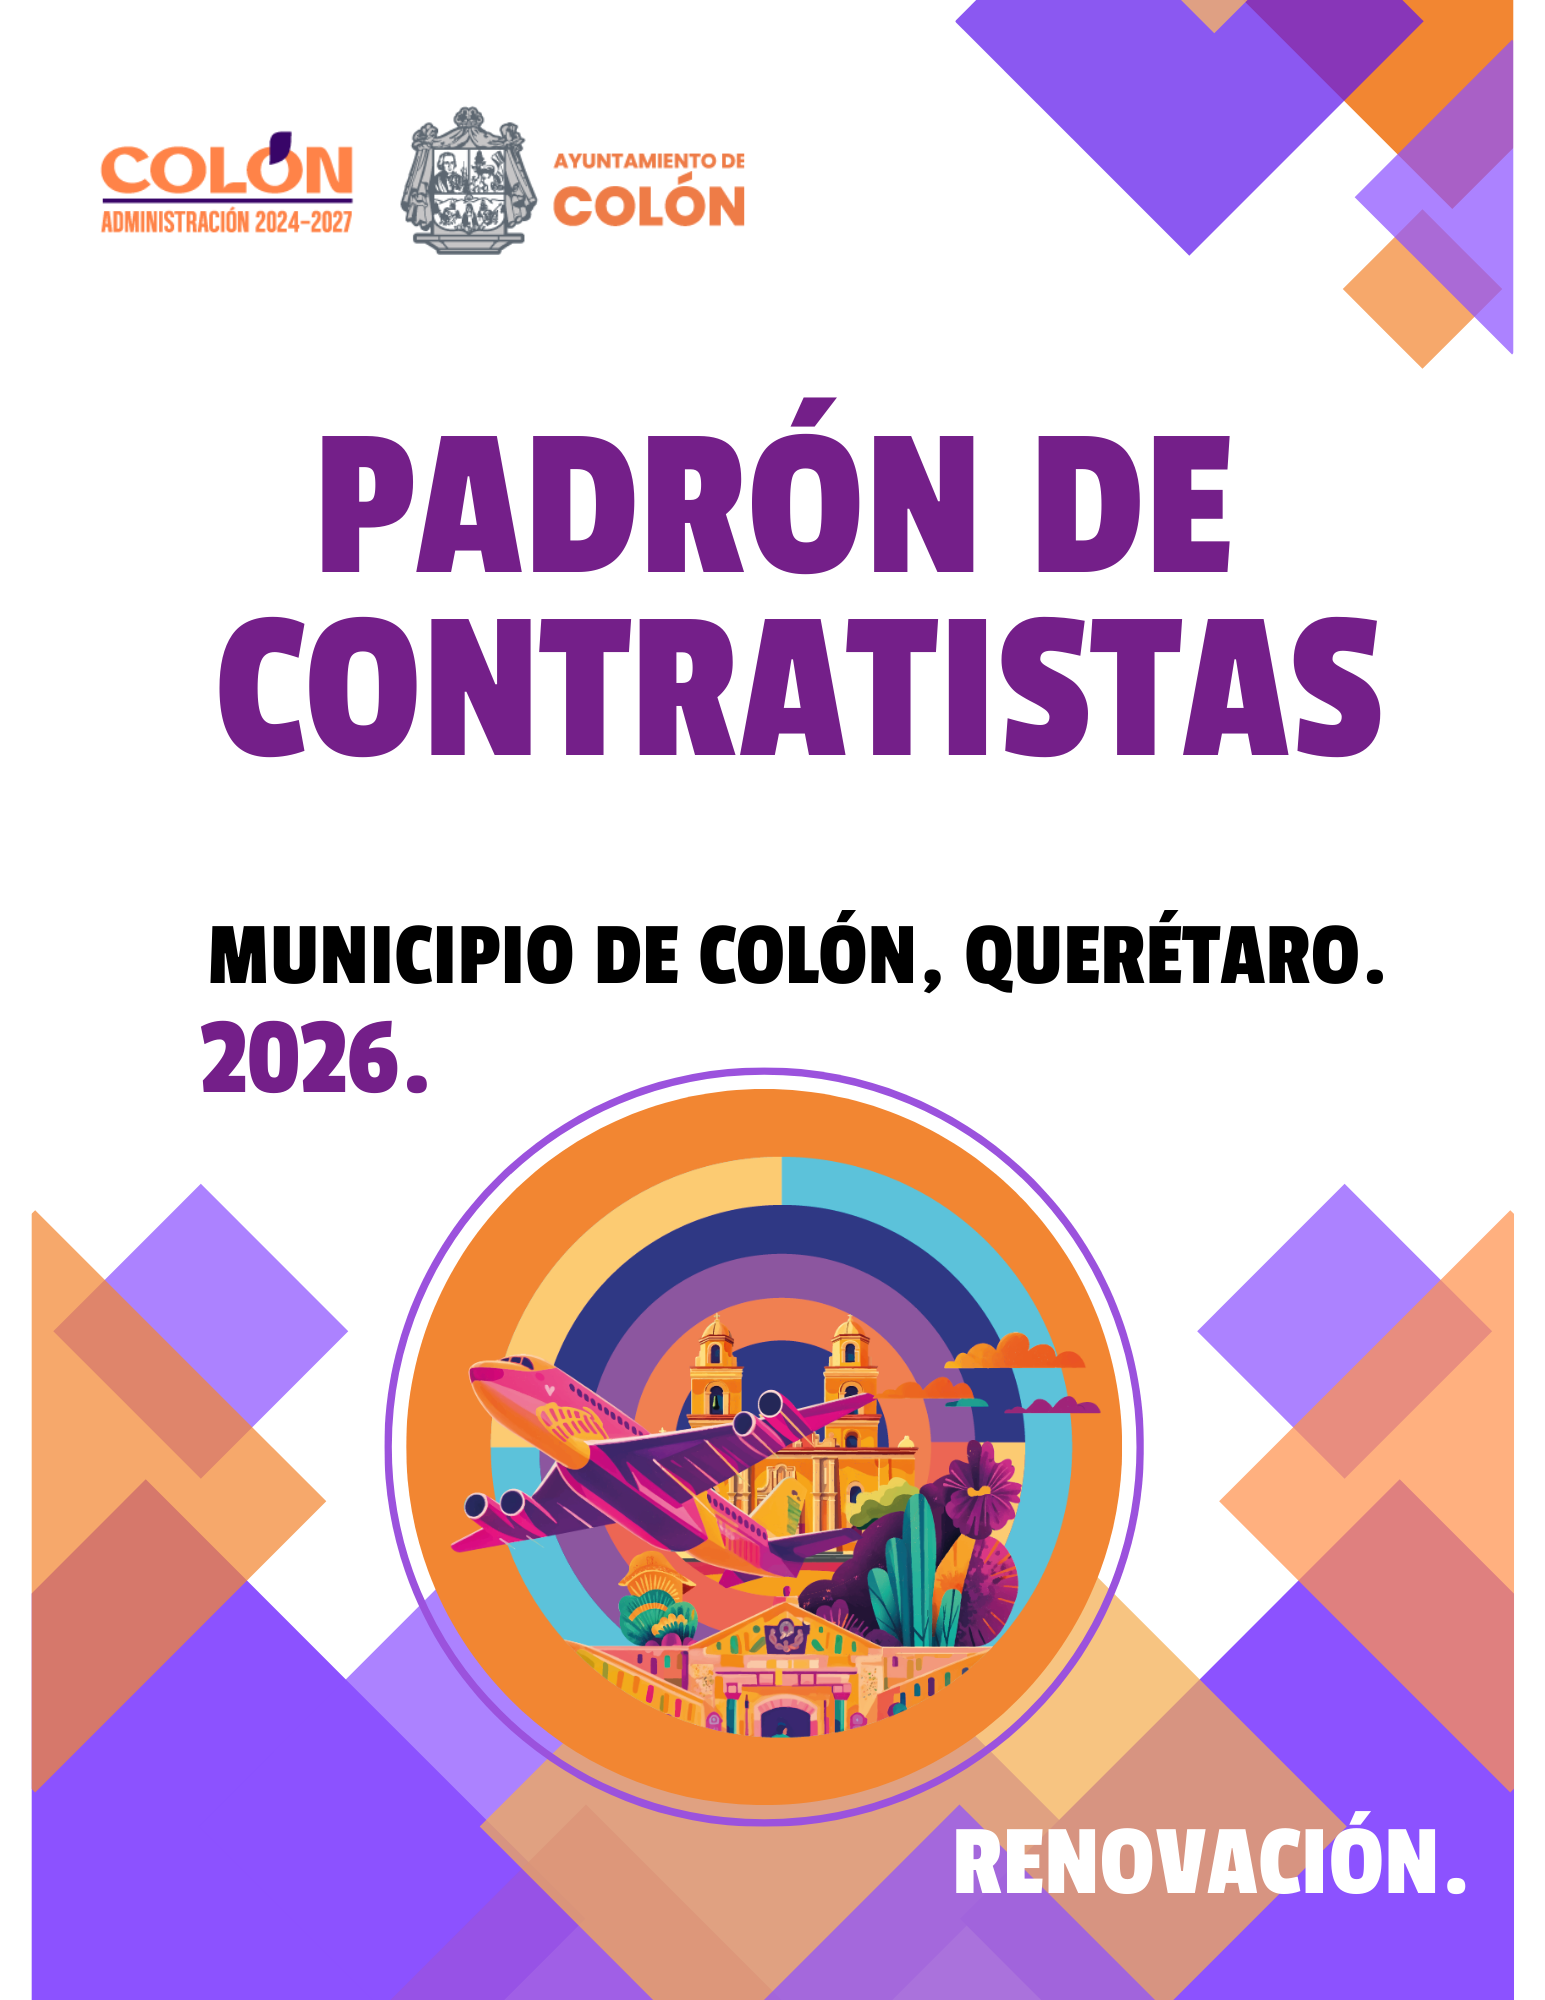 COLÓN
ADMINISTRACIÓN 2024-2027
AYUNTAMIENTO DE
COLÓN
PADRÓN DE
CONTRATISTAS
MUNICIPIO DE COLÓN, QUERÉTARO.
2026.
RENOVACIÓN.